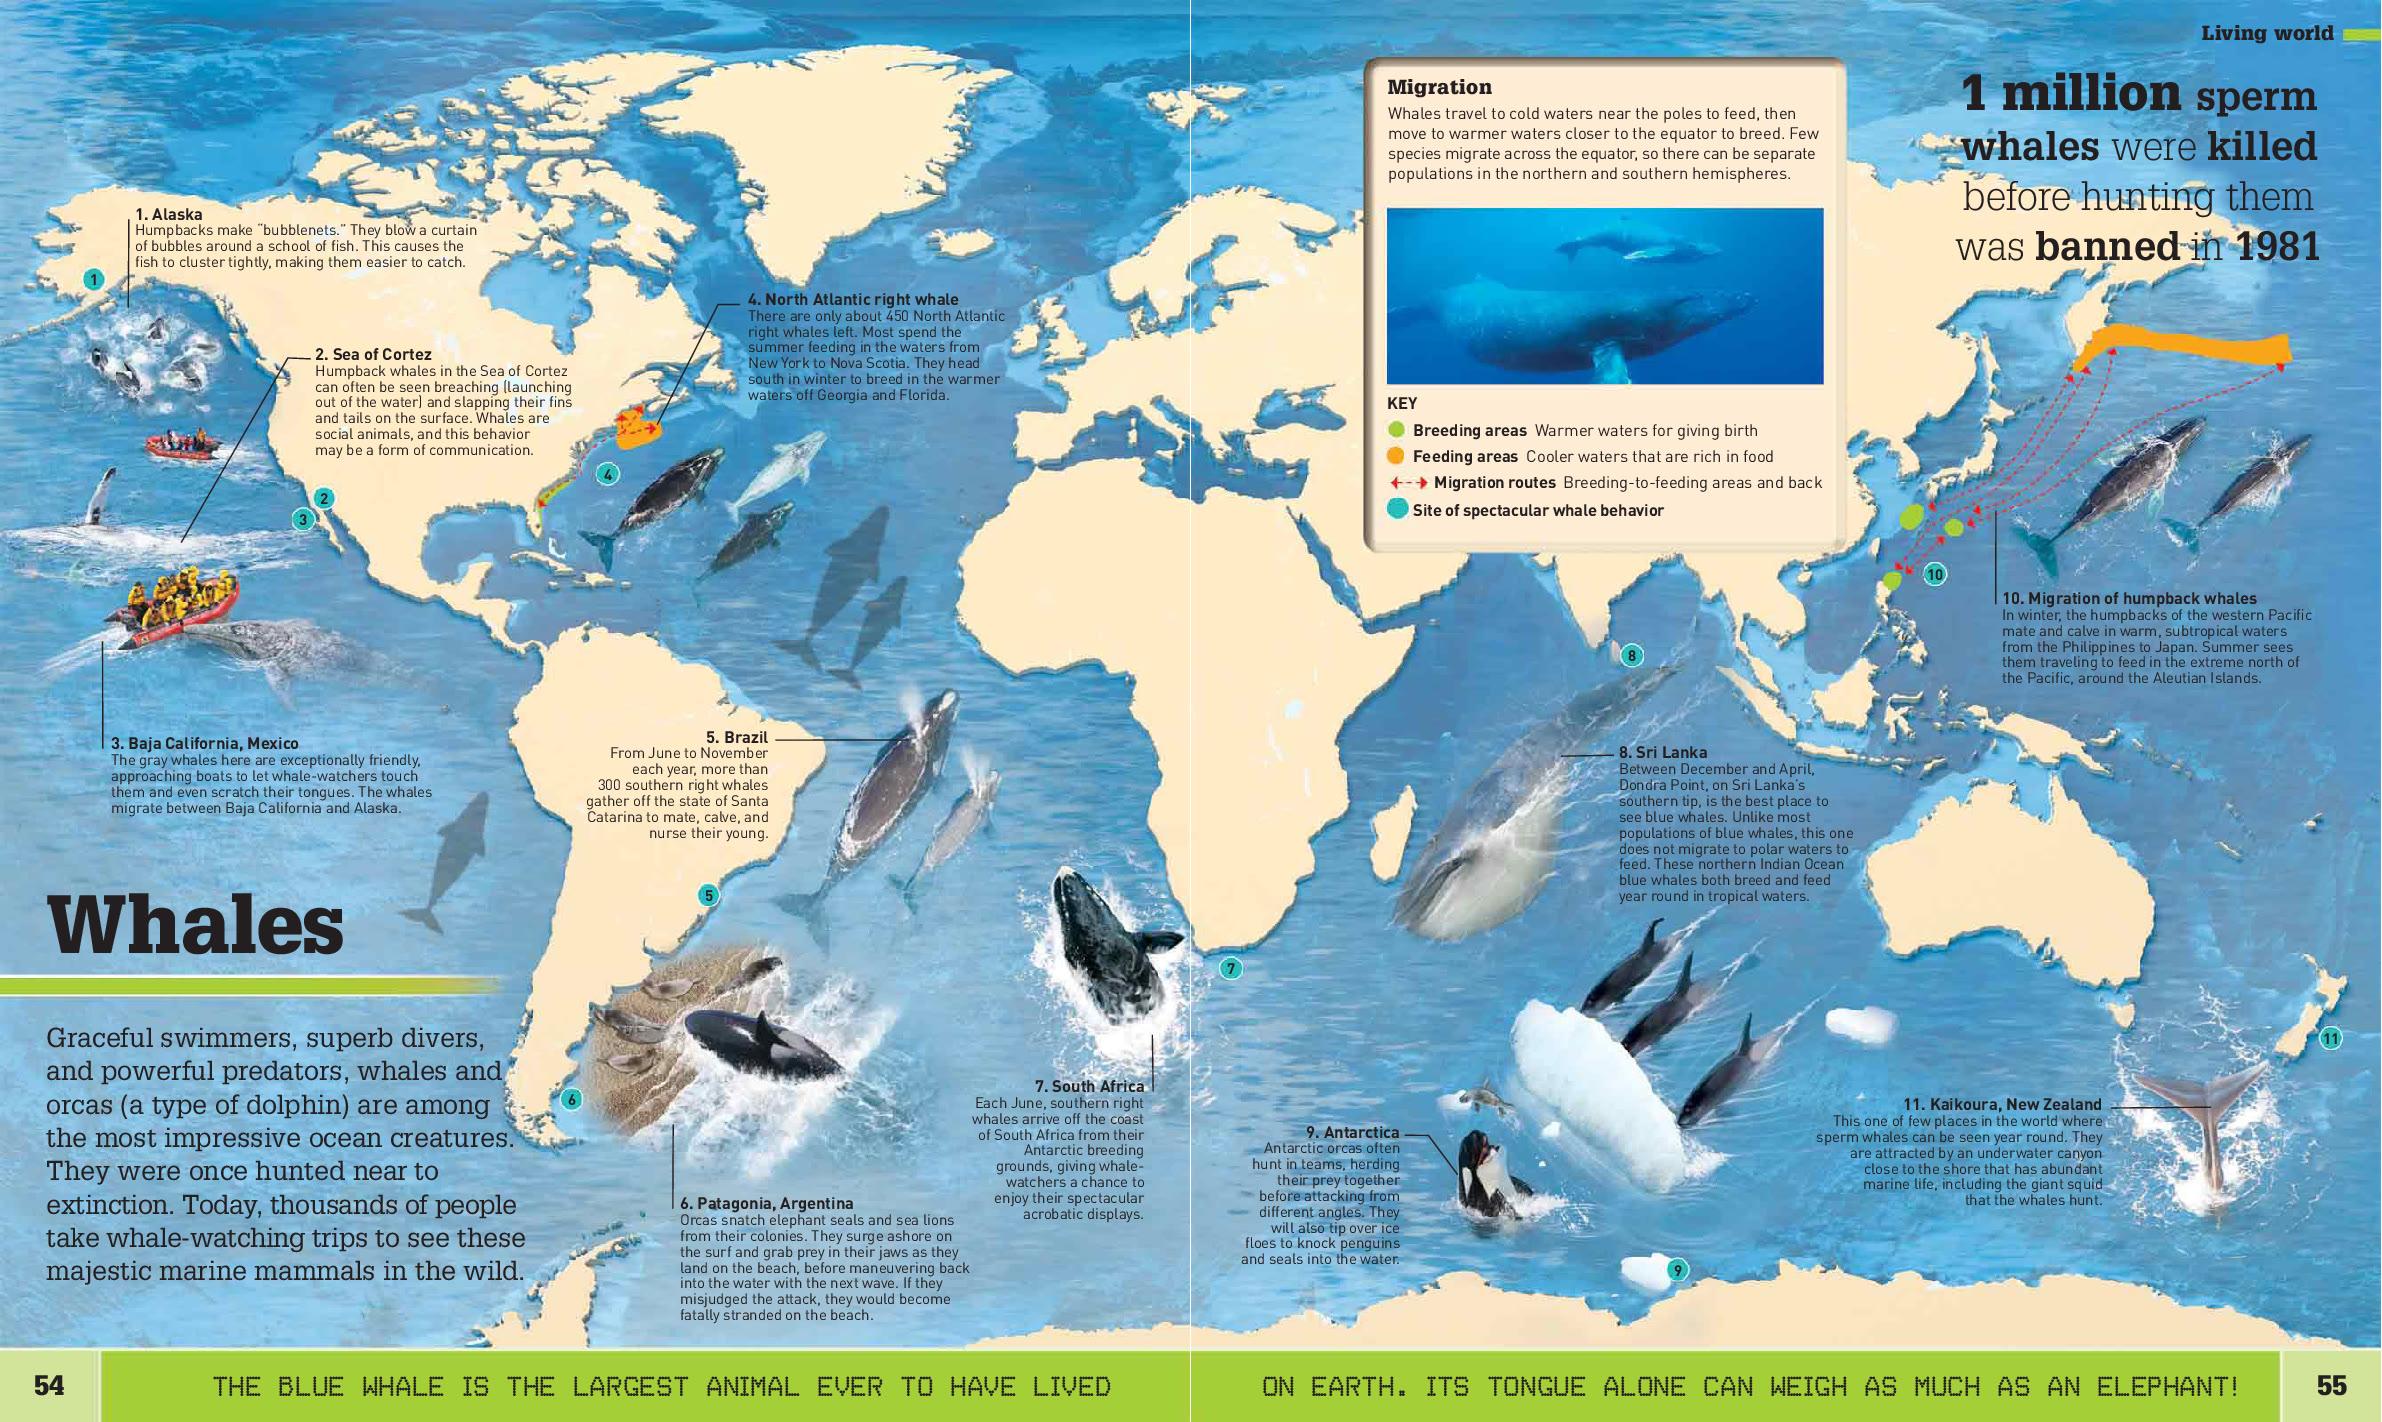 Living world
1 million sperm
whales were killed
before hunting them
was banned in 1981
Migration
Whales travel to cold waters near the poles to feed, then
move to warmer waters closer to the equator to breed. Few
species migrate across the equator, so there can be separate
populations in the northern and southern hemispheres.
KEY
Breeding areas Warmer waters for giving birth
Feeding areas Cooler waters that are rich in food
Migration routes Breeding-to-feeding areas and back
Site of spectacular whale behavior
1. Alaska
Humpbacks make “bubblenets.” They blow a curtain
of bubbles around a school of fish. This causes the
fish to cluster tightly, making them easier to catch.
1
2. Sea of Cortez
Humpback whales in the Sea of Cortez
can often be seen breaching (launching
out of the water) and slapping their fins
and tails on the surface. Whales are
social animals, and this behavior
may be a form of communication.
2
3
4. North Atlantic right whale
There are only about 450 North Atlantic
right whales left. Most spend the
summer feeding in the waters from
New York to Nova Scotia. They head
south in winter to breed in the warmer
waters off Georgia and Florida.
4
3. Baja California, Mexico
The gray whales here are exceptionally friendly,
approaching boats to let whale-watchers touch
them and even scratch their tongues. The whales
migrate between Baja California and Alaska.
5. Brazil
From June to November
each year, more than
300 southern right whales
gather off the state of Santa
Catarina to mate, calve, and
nurse their young.
5
Whales
Graceful swimmers, superb divers,
and powerful predators, whales and
orcas (a type of dolphin) are among
the most impressive ocean creatures.
They were once hunted near to
extinction. Today, thousands of people
take whale-watching trips to see these
majestic marine mammals in the wild.
6
6. Patagonia, Argentina
Orcas snatch elephant seals and sea lions
from their colonies. They surge ashore on
the surf and grab prey in their jaws as they
land on the beach, before maneuvering back
into the water with the next wave. If they
misjudged the attack, they would become
fatally stranded on the beach.
7
7. South Africa
Each June, southern right
whales arrive off the coast
of South Africa from their
Antarctic breeding
grounds, giving whale-
watchers a chance to
enjoy their spectacular
acrobatic displays.
8
8. Sri Lanka
Between December and April,
Dondra Point, on Sri Lanka’s
southern tip, is the best place to
see blue whales. Unlike most
populations of blue whales, this one
does not migrate to polar waters to
feed. These northern Indian Ocean
blue whales both breed and feed
year round in tropical waters.
9. Antarctica
Antarctic orcas often
hunt in teams, herding
their prey together
before attacking from
different angles. They
will also tip over ice
floes to knock penguins
and seals into the water.
9
10
10. Migration of humpback whales
In winter, the humpbacks of the western Pacific
mate and calve in warm, subtropical waters
from the Philippines to Japan. Summer sees
them traveling to feed in the extreme north of
the Pacific, around the Aleutian Islands.
11
11. Kaikoura, New Zealand
This one of few places in the world where
sperm whales can be seen year round. They
are attracted by an underwater canyon
close to the shore that has abundant
marine life, including the giant squid
that the whales hunt.
54
THE BLUE WHALE IS THE LARGEST ANIMAL EVER TO HAVE LIVED
ON EARTH. ITS TONGUE ALONE CAN WEIGH AS MUCH AS AN ELEPHANT!
55